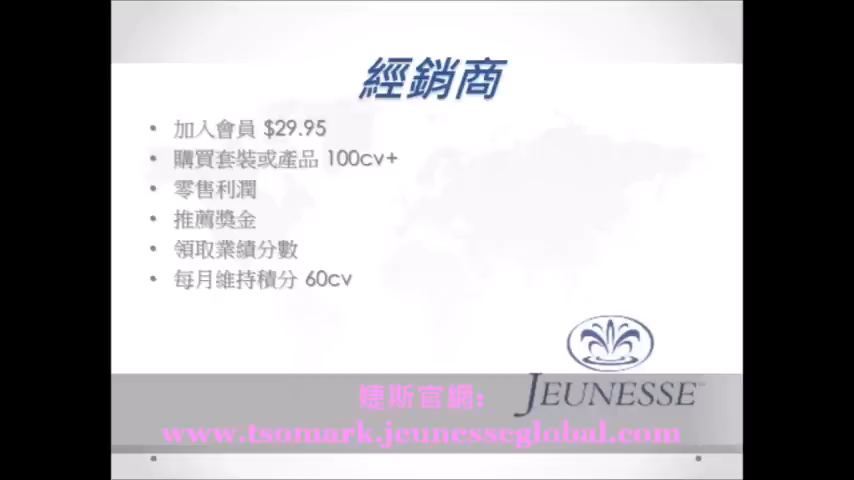 經銷商
• 加入會員 $29.95
• 購買套裝或產品 100cv+
• 零售利潤
• 推薦獎金
• 領取業績分數
• 每月維持積分 60cv
JEUNESSE™
婕斯官網:
www.tsomark.jeunesseglobal.com